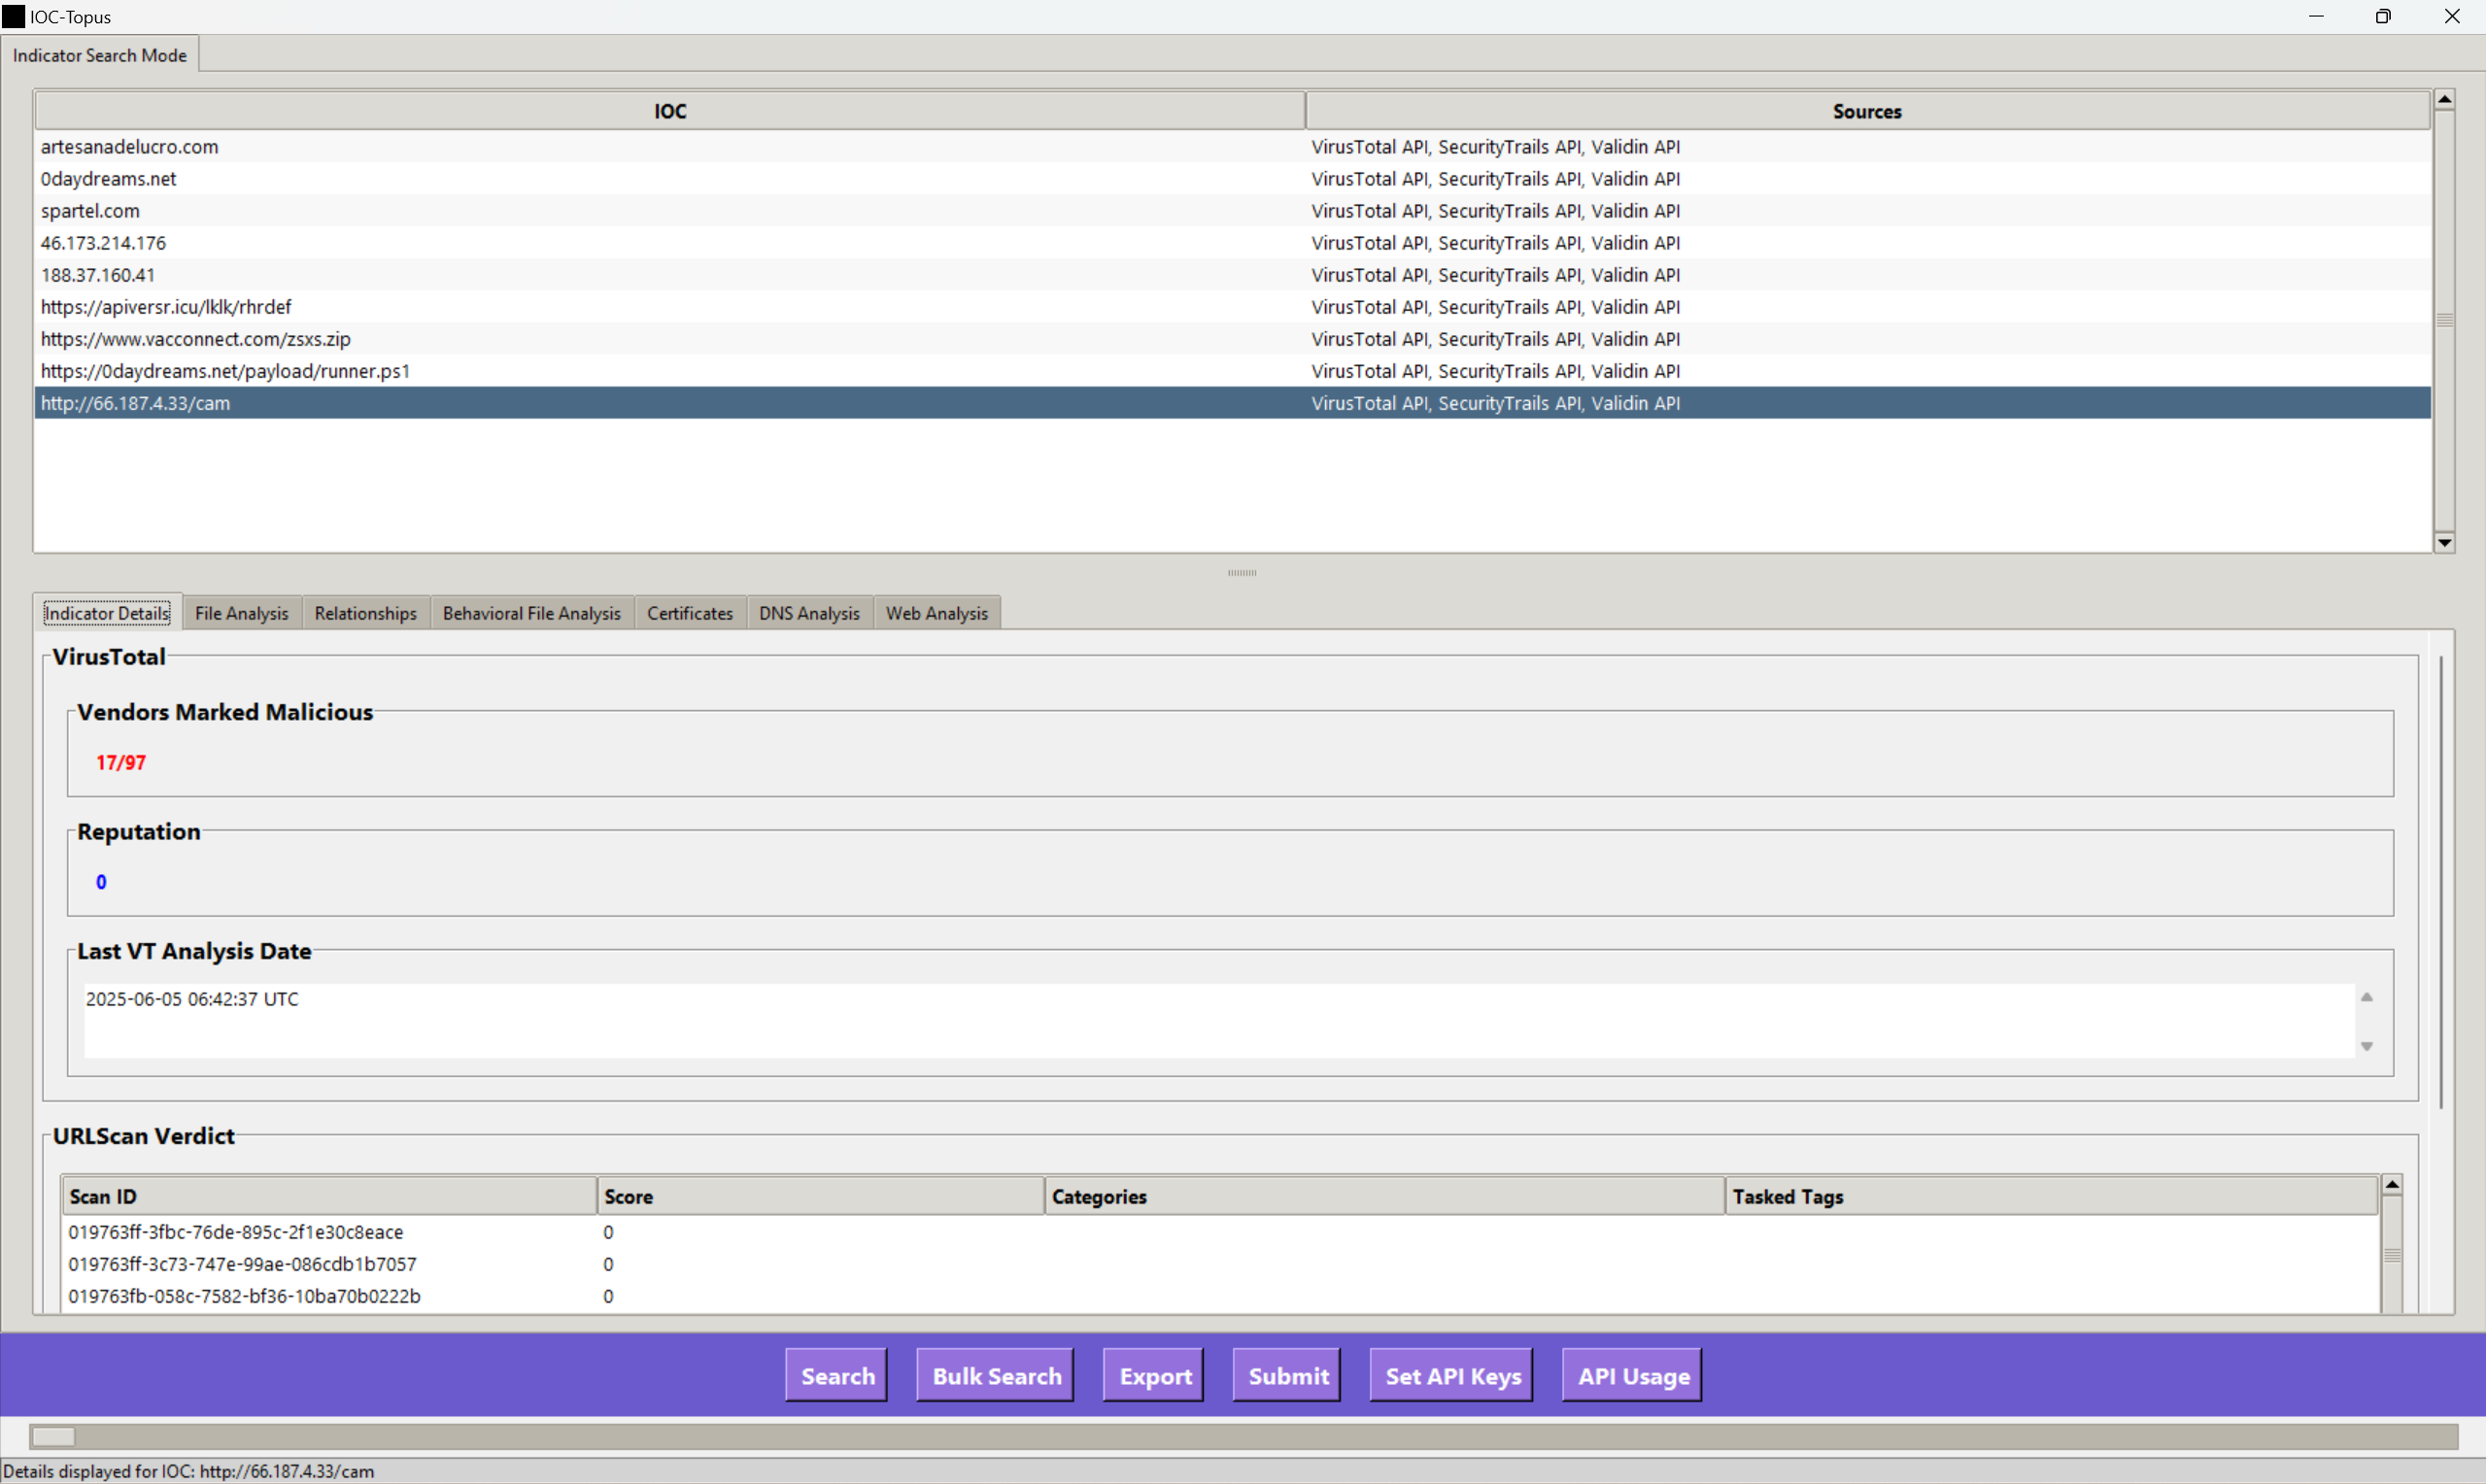 IOC-Topus
Indicator Search Mode
IOC Sources
artesanadelucro.com VirusTotal API, SecurityTrails API, Validin API
0daydreams.net VirusTotal API, SecurityTrails API, Validin API
spartel.com VirusTotal API, SecurityTrails API, Validin API
46.173.214.176 VirusTotal API, SecurityTrails API, Validin API
188.37.160.41 VirusTotal API, SecurityTrails API, Validin API
https://apiversr.icu/lklk/rhrdef VirusTotal API, SecurityTrails API, Validin API
https://www.vacconnect.com/zsxs.zip VirusTotal API, SecurityTrails API, Validin API
https://0daydreams.net/payload/runner.ps1 VirusTotal API, SecurityTrails API, Validin API
http://66.187.4.33/cam VirusTotal API, SecurityTrails API, Validin API
Indicator Details File Analysis Relationships Behavioral File Analysis Certificates DNS Analysis Web Analysis
VirusTotal
Vendors Marked Malicious
17/97
Reputation
0
Last VT Analysis Date
2025-06-05 06:42:37 UTC
URLScan Verdict
Scan ID Score Categories Tasked Tags
019763ff-3fbc-76de-895c-2f1e30c8eace 0
019763ff-3c73-747e-99ae-086cdb1b7057 0
019763fb-058c-7582-bf36-10ba70b0222b 0
Search Bulk Search Export Submit Set API Keys API Usage
Details displayed for IOC: http://66.187.4.33/cam